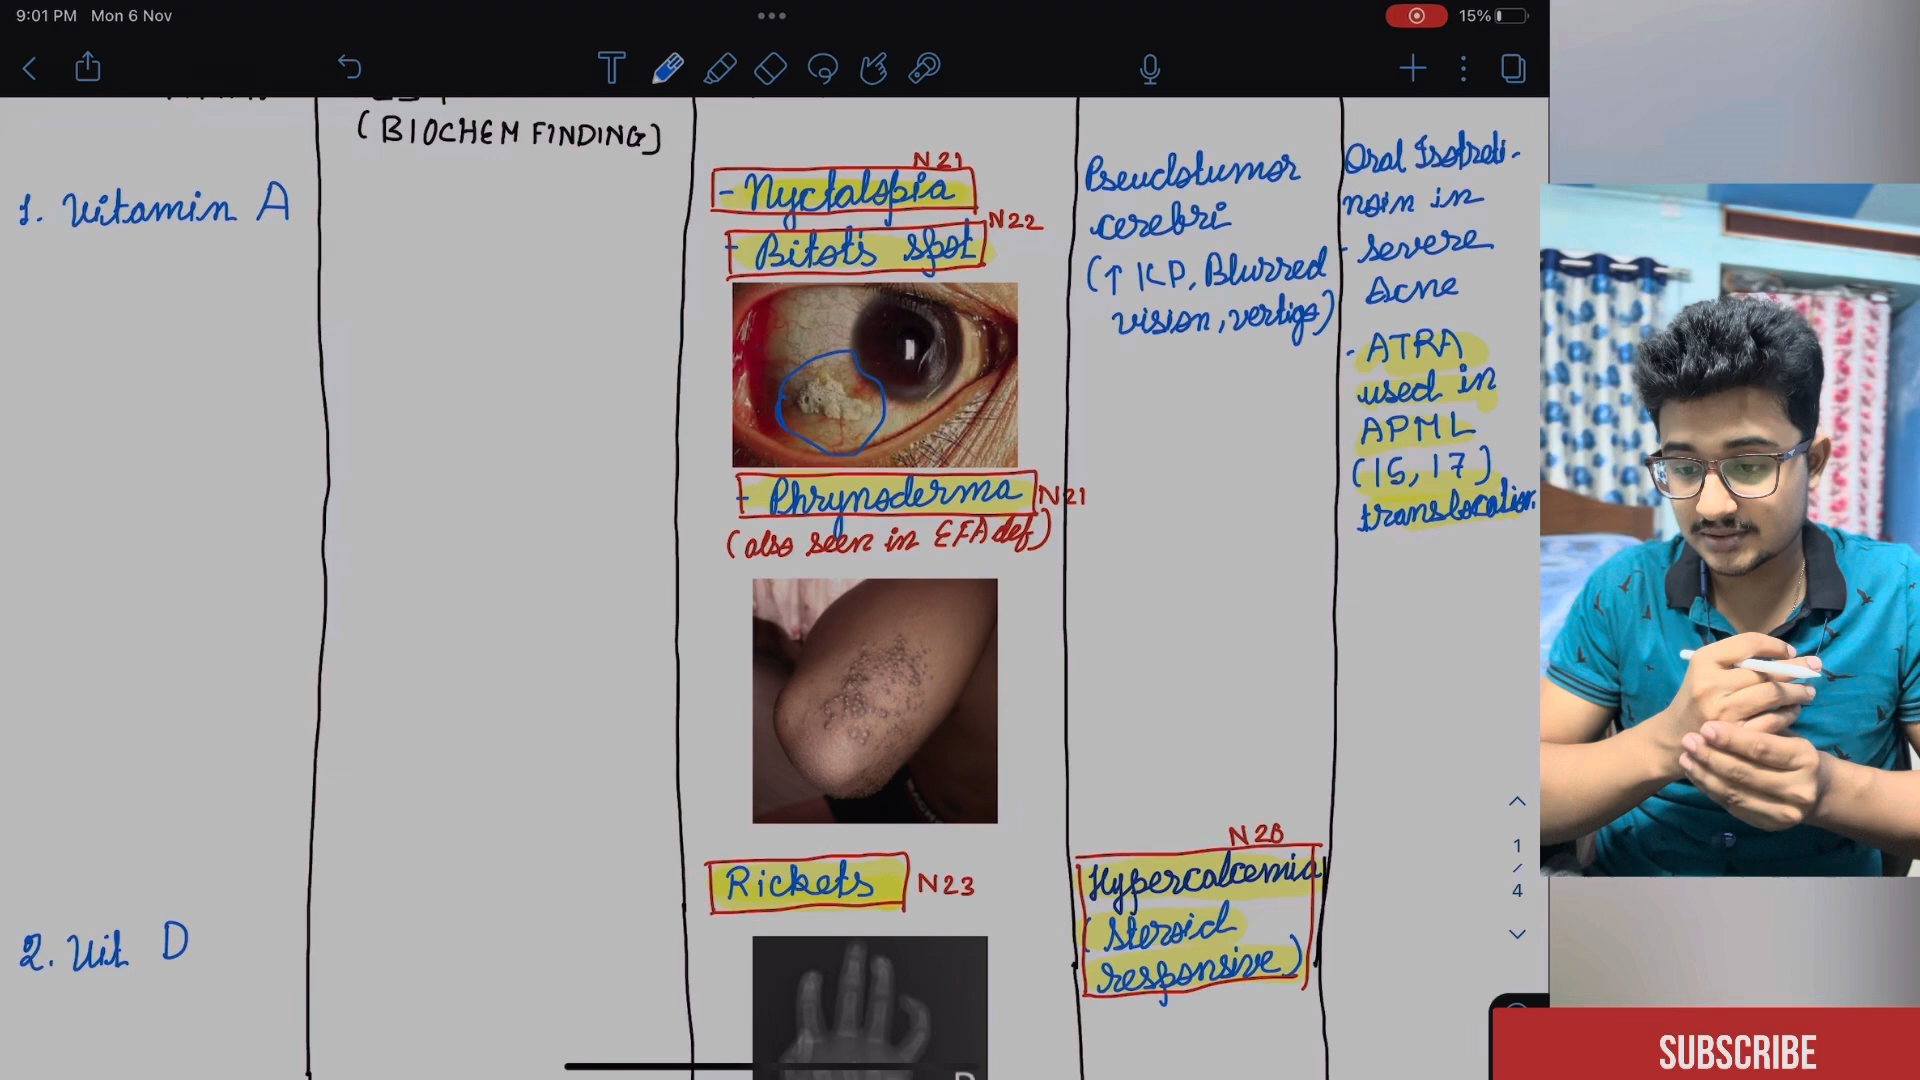 9:01 PM Mon 6 Nov
15%
(BIOCHEM FINDING)
1. Vitamin A
N21
- Nyctalopia
N22
- Bitot's spot
- Phrynoderma N21
(also seen in EFA def)
Pseudotumor
cerebri
(↑ ICP, Blurred
vision, vertigo)
Oral Isotreti-
noin in
- severe
Acne
- ATRA
used in
APML
(15, 17)
translocation.
2. Vit D
Rickets N23
Hypercalcemia
(steroid
responsive)
1
/
4
SUBSCRIBE